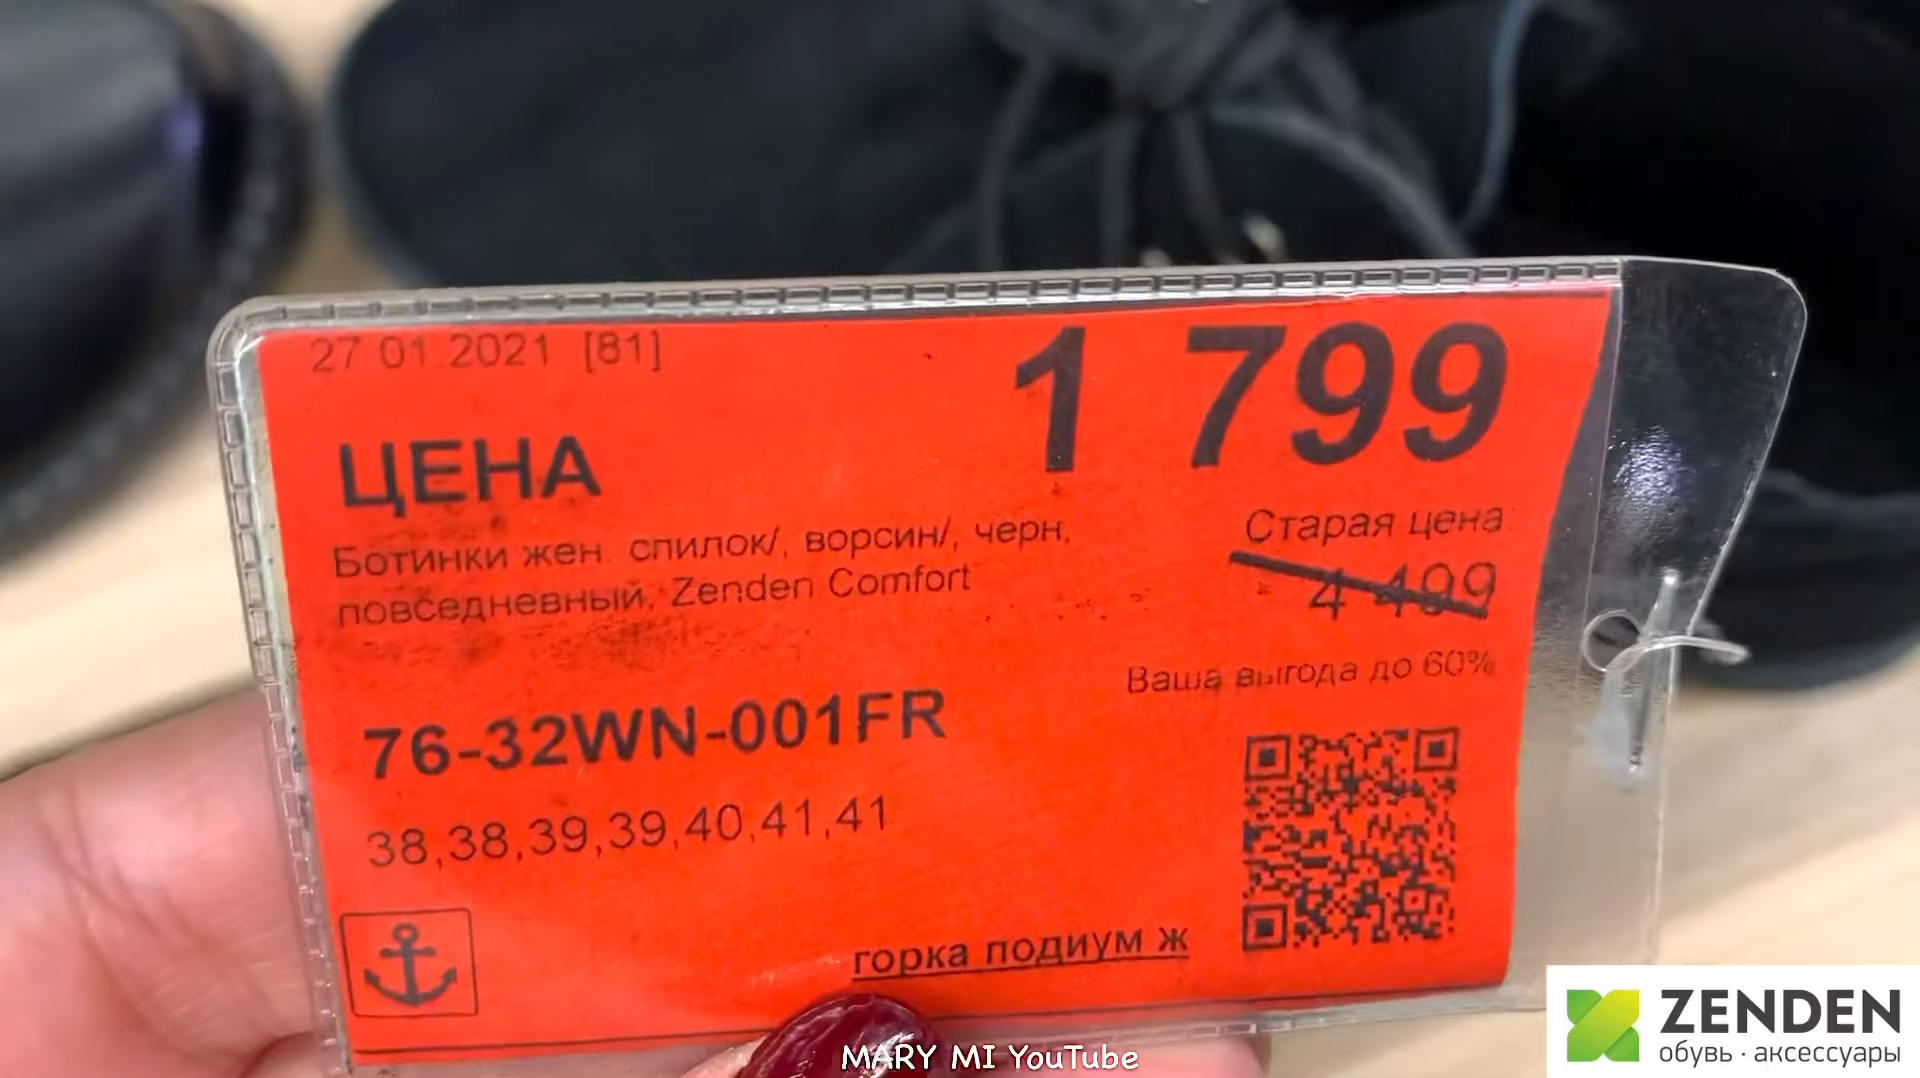 27 01.2021 [81]
1 799
ЦЕНА
Ботинки жен. спилок/, ворсин/, черн,
повседневный, Zenden Comfort
Старая цена
4 499
Ваша выгода до 60%
76-32WN-001FR
38,38,39,39,40,41,41
горка подиум ж
MARY MI YouTube
ZENDEN
обувь · аксессуары